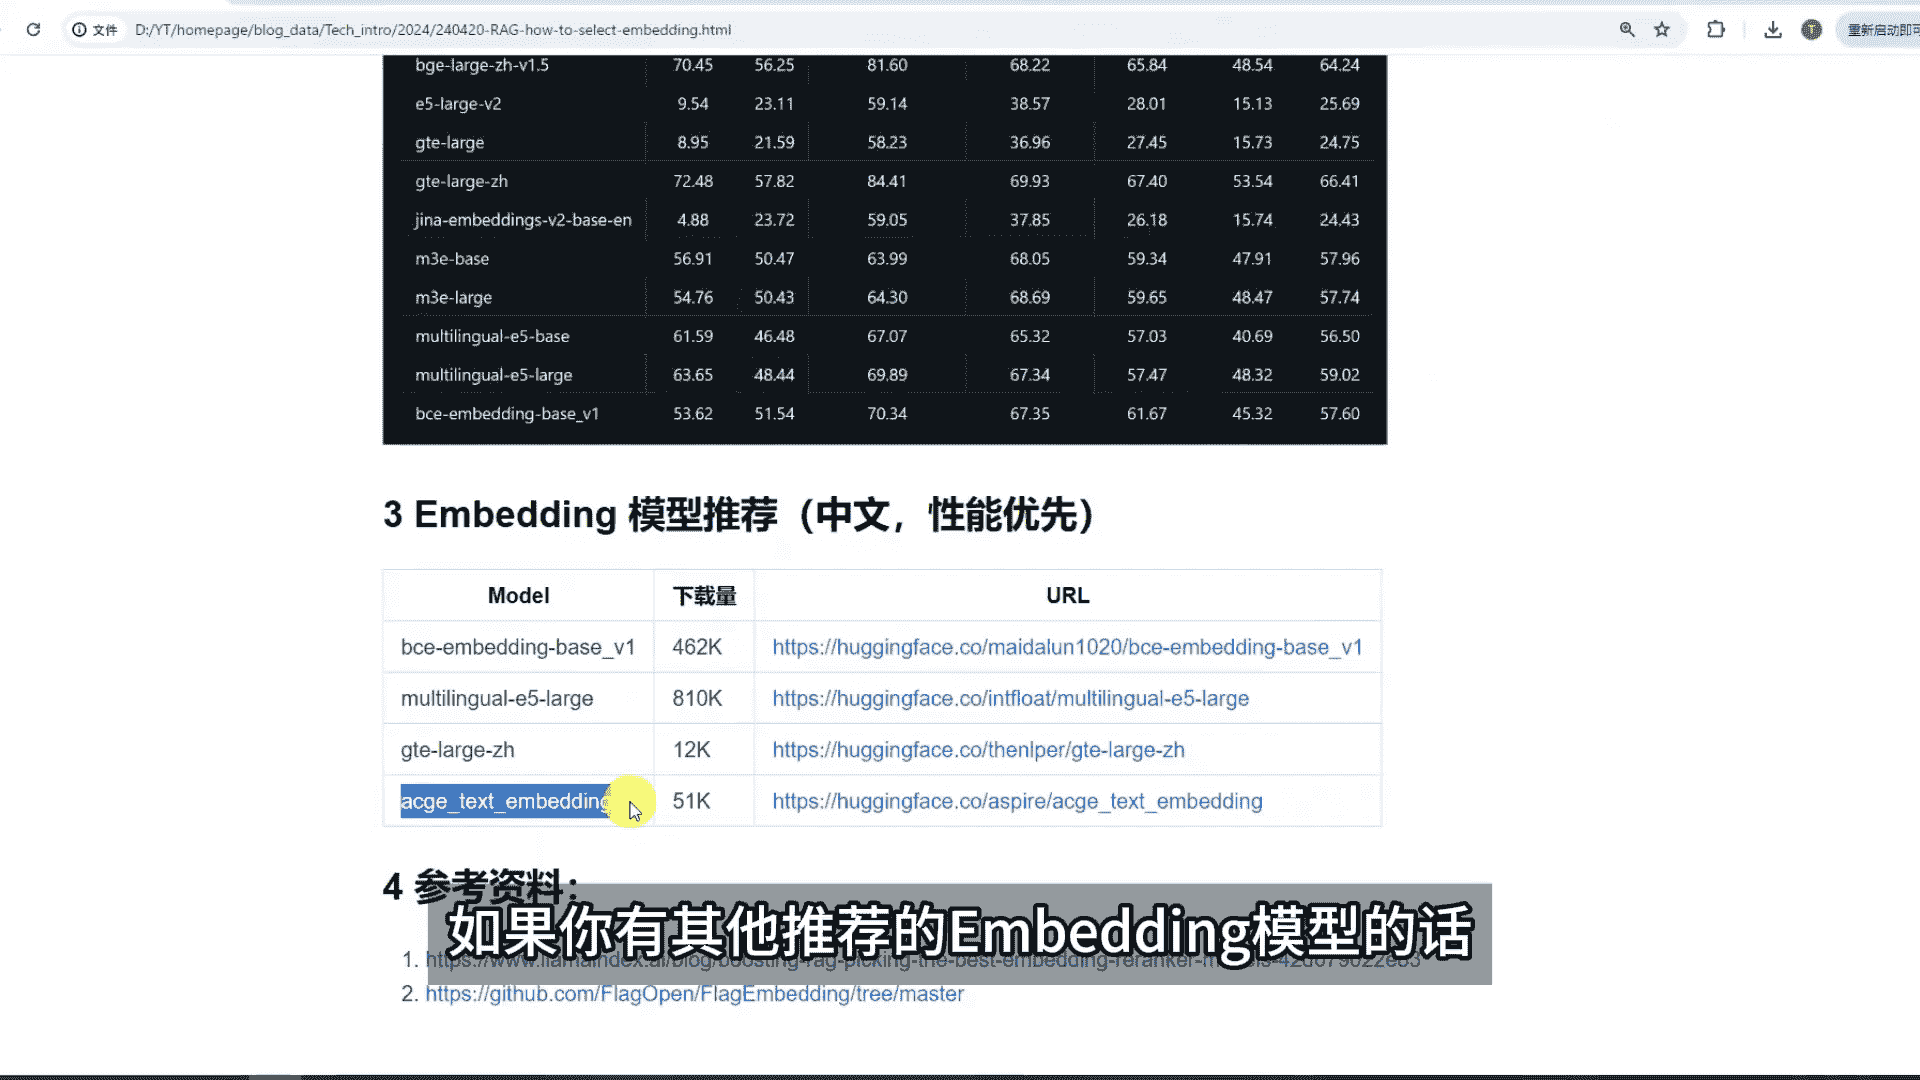 文件 D:/YT/homepage/blog_data/Tech_intro/2024/240420-RAG-how-to-select-embedding.html 重新启动即可
bge-large-zh-v1.5 70.45 56.25 81.60 68.22 65.84 48.54 64.24
e5-large-v2 9.54 23.11 59.14 38.57 28.01 15.13 25.69
gte-large 8.95 21.59 58.23 36.96 27.45 15.73 24.75
gte-large-zh 72.48 57.82 84.41 69.93 67.40 53.54 66.41
jina-embeddings-v2-base-en 4.88 23.72 59.05 37.85 26.18 15.74 24.43
m3e-base 56.91 50.47 63.99 68.05 59.34 47.91 57.96
m3e-large 54.76 50.43 64.30 68.69 59.65 48.47 57.74
multilingual-e5-base 61.59 46.48 67.07 65.32 57.03 40.69 56.50
multilingual-e5-large 63.65 48.44 69.89 67.34 57.47 48.32 59.02
bce-embedding-base_v1 53.62 51.54 70.34 67.35 61.67 45.32 57.60
3 Embedding 模型推荐（中文，性能优先）
Model 下载量 URL
bce-embedding-base_v1 462K https://huggingface.co/maidalun1020/bce-embedding-base_v1
multilingual-e5-large 810K https://huggingface.co/intfloat/multilingual-e5-large
gte-large-zh 12K https://huggingface.co/thenlper/gte-large-zh
acge_text_embedding 51K https://huggingface.co/aspire/acge_text_embedding
4 参考资料：
如果你有其他推荐的Embedding模型的话
1.
2. https://github.com/FlagOpen/FlagEmbedding/tree/master